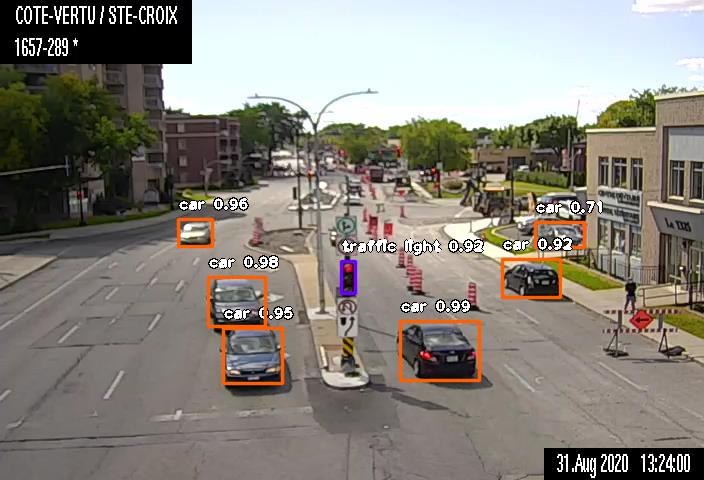 COTE-VERTU / STE-CROIX
1657-289 *
car 0.96
car 0.71
traffic light 0.92
car 0.92
car 0.98
car 0.95
car 0.99
31.Aug 2020 13:24:00